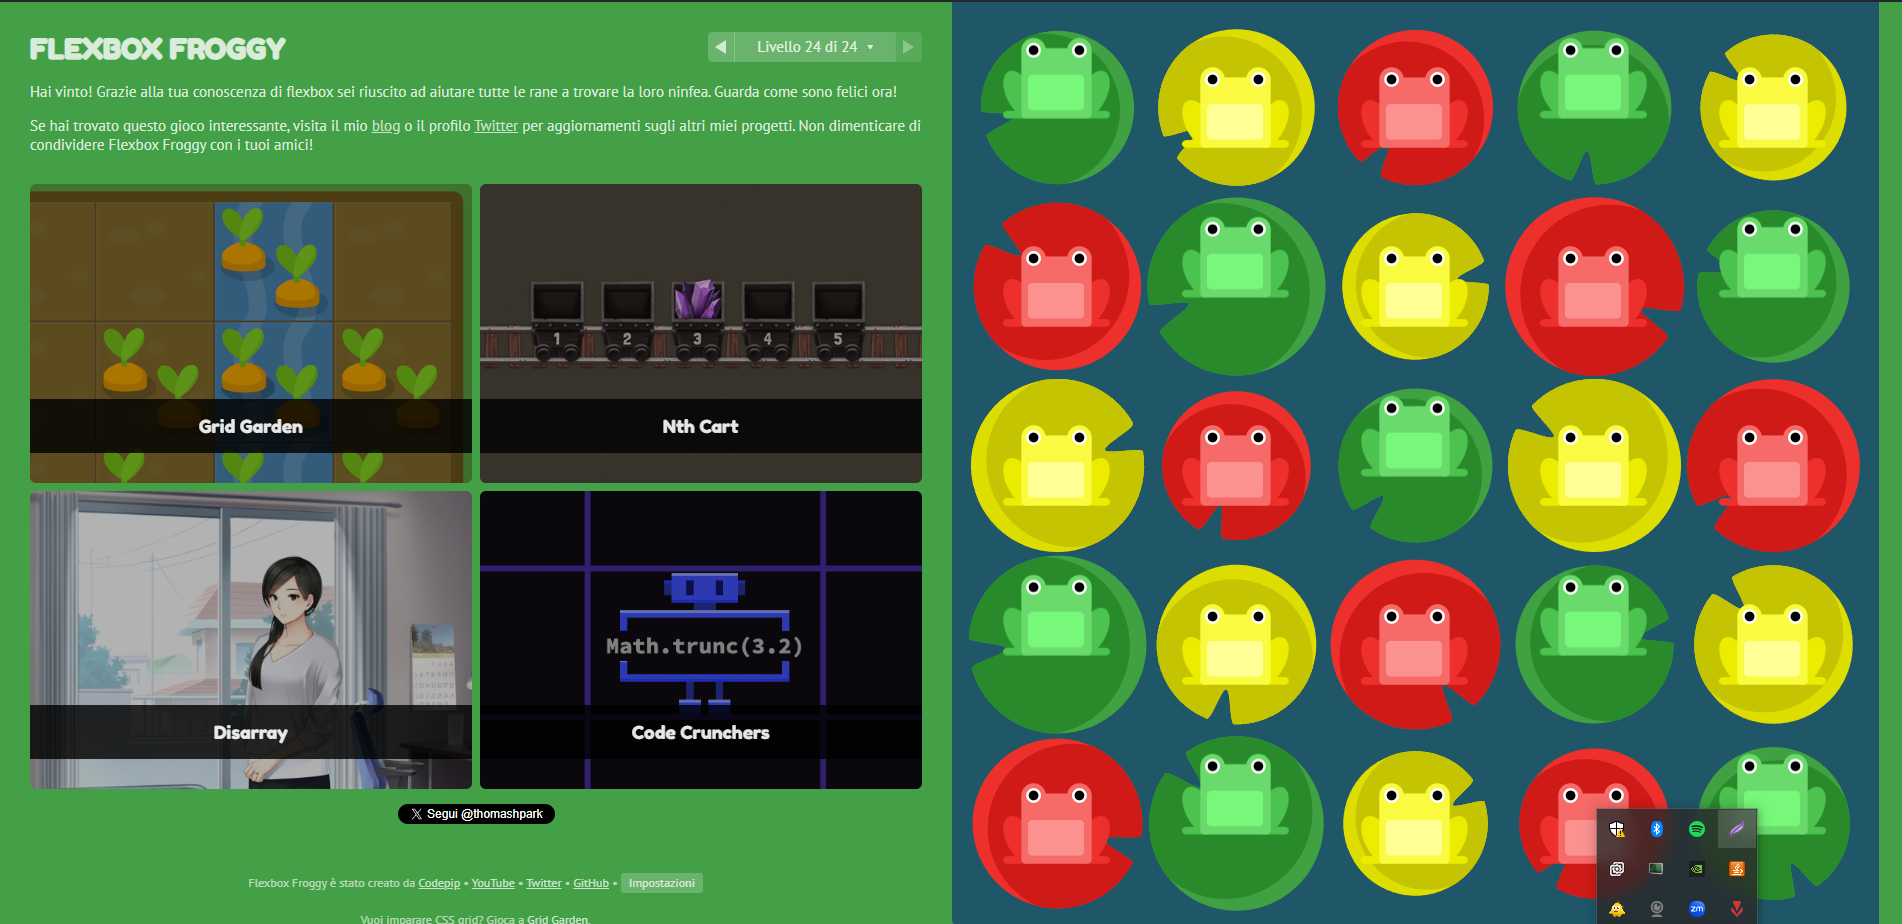 FLEXBOX FROGGY
Livello 24 di 24
Hai vinto! Grazie alla tua conoscenza di flexbox sei riuscito ad aiutare tutte le rane a trovare la loro ninfea. Guarda come sono felici ora!
Se hai trovato questo gioco interessante, visita il mio blog o il profilo Twitter per aggiornamenti sugli altri miei progetti. Non dimenticare di
condividere Flexbox Froggy con i tuoi amici!
1 2 3 4 5
Grid Garden
Nth Cart
Math.trunc(3.2)
Disarray
Code Crunchers
Segui @thomashpark
Flexbox Froggy è stato creato da Codepip • YouTube • Twitter • GitHub • Impostazioni
Vuoi imparare CSS grid? Gioca a Grid Garden.
zm